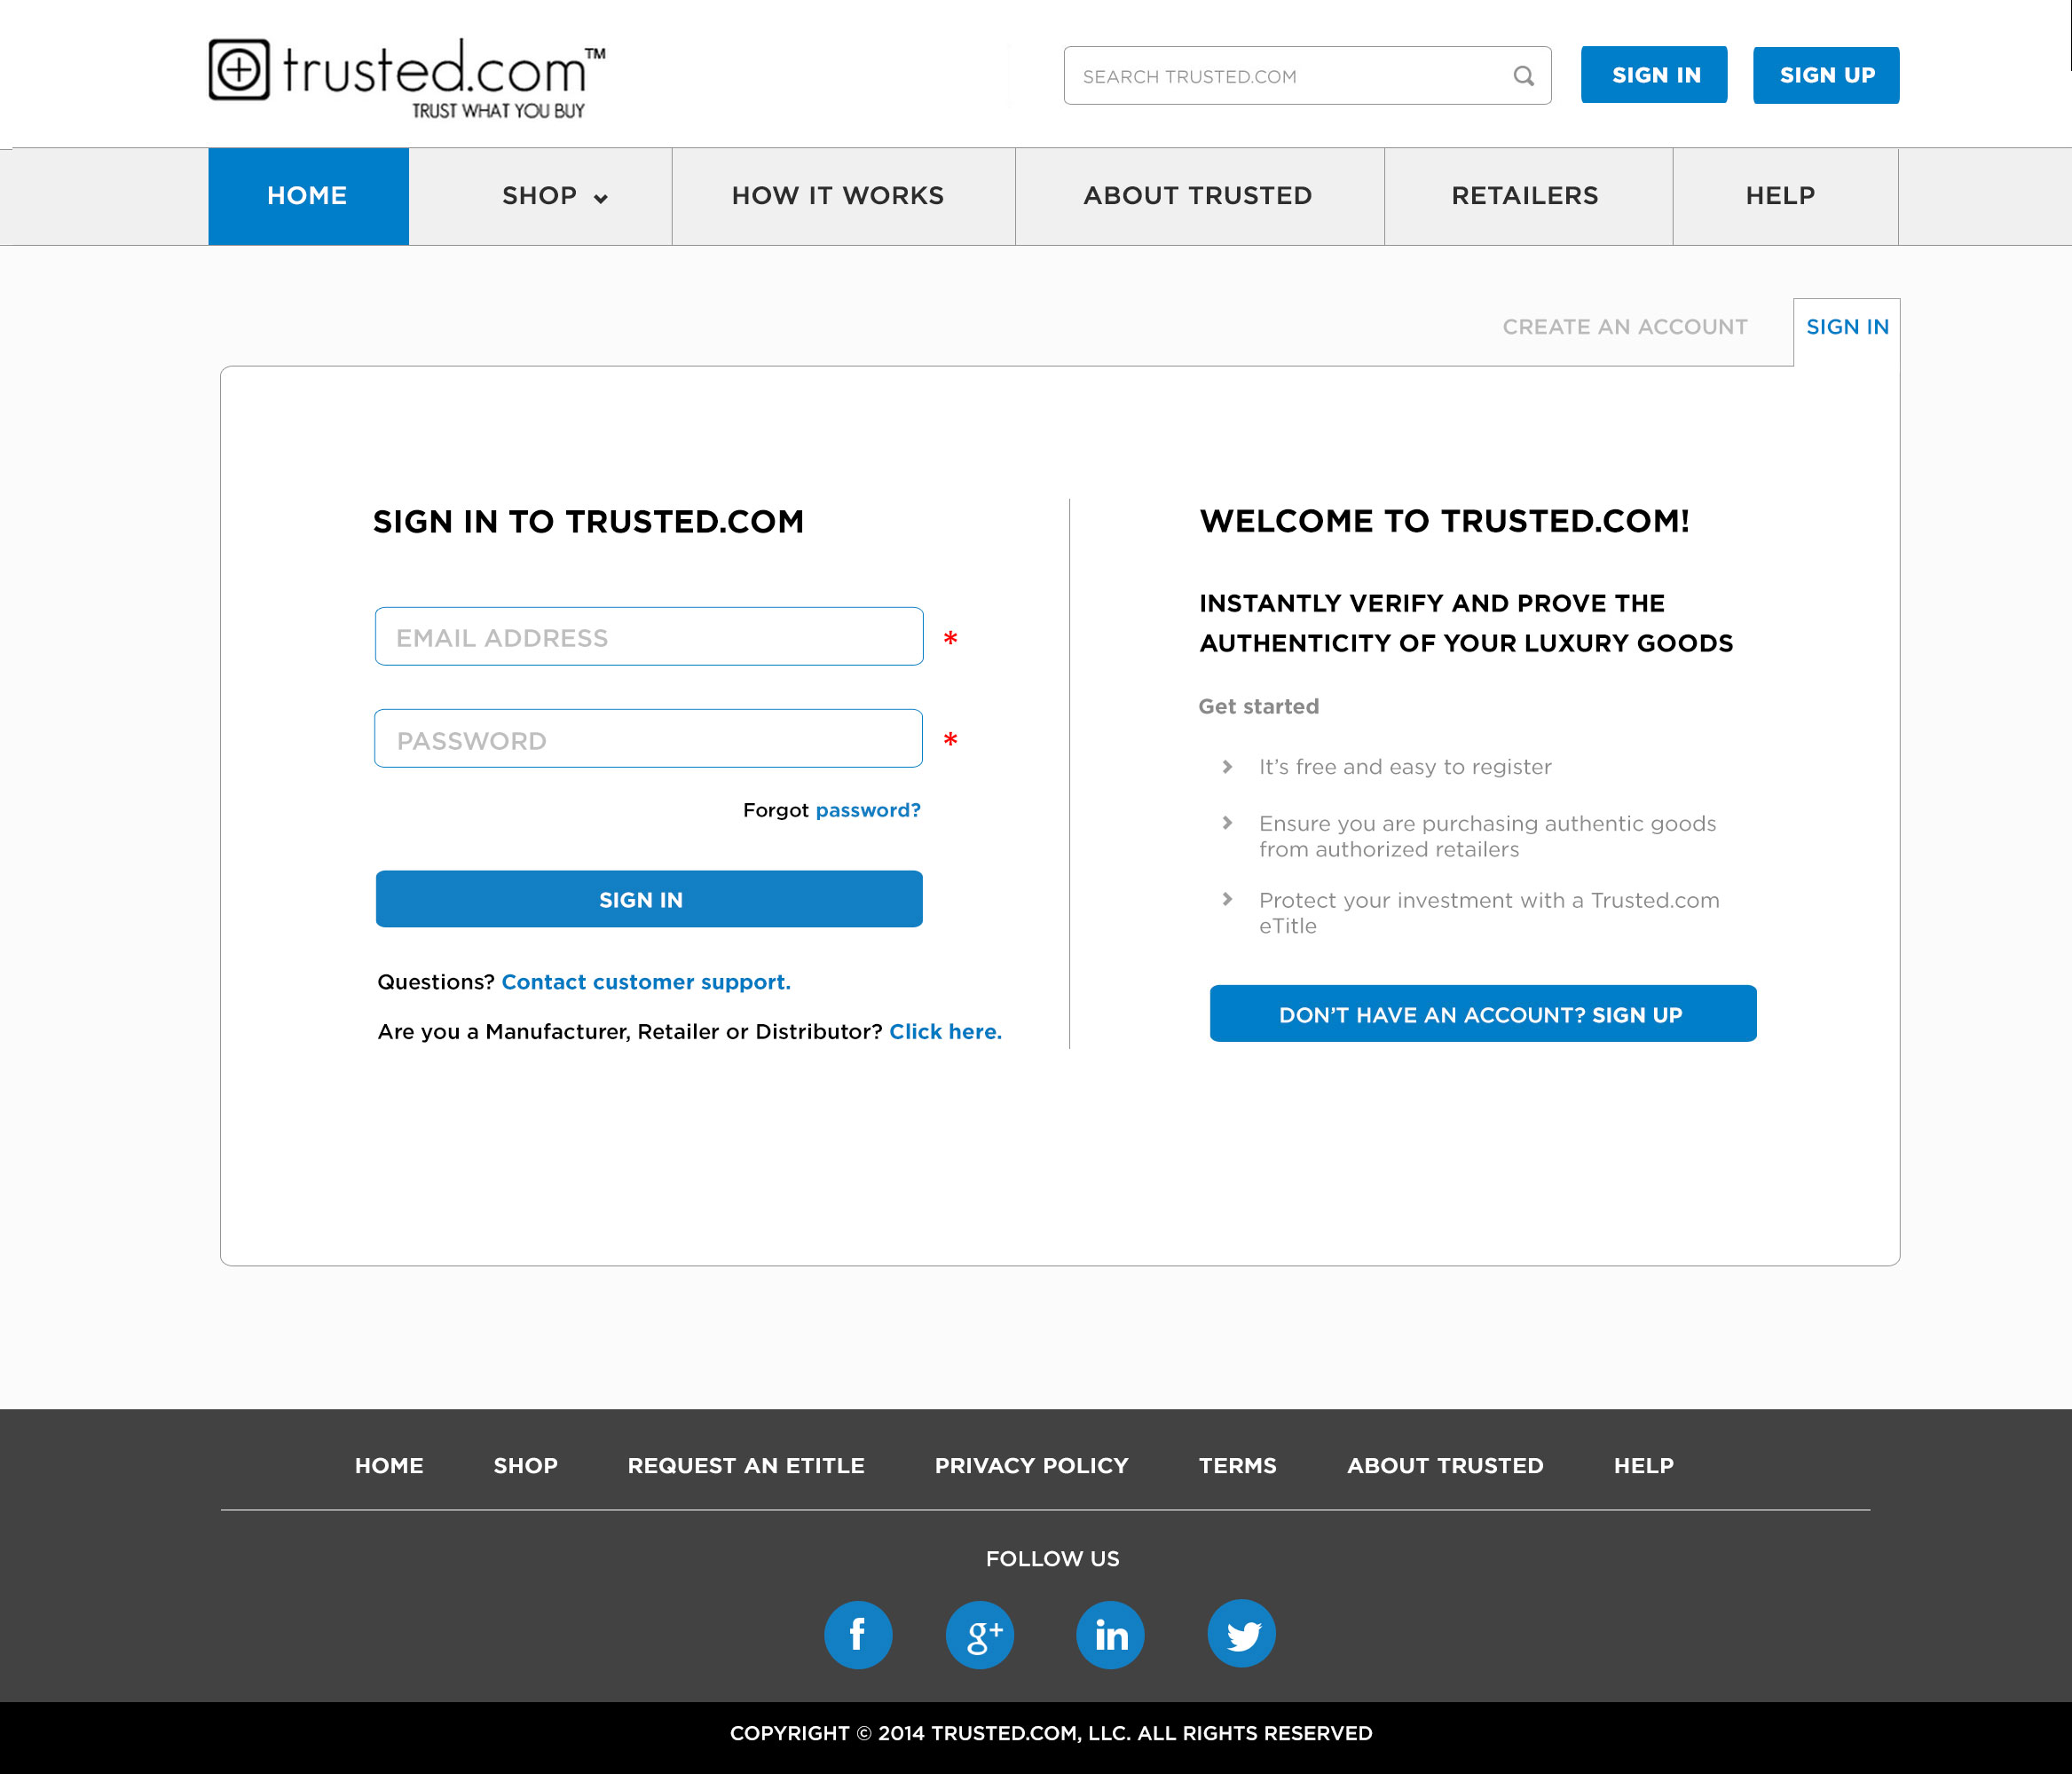 trusted.com™
TRUST WHAT YOU BUY
SEARCH TRUSTED.COM
SIGN IN
SIGN UP
HOME
SHOP
HOW IT WORKS
ABOUT TRUSTED
RETAILERS
HELP
CREATE AN ACCOUNT
SIGN IN
SIGN IN TO TRUSTED.COM
EMAIL ADDRESS *
PASSWORD *
Forgot password?
SIGN IN
Questions? Contact customer support.
Are you a Manufacturer, Retailer or Distributor? Click here.
WELCOME TO TRUSTED.COM!
INSTANTLY VERIFY AND PROVE THE
AUTHENTICITY OF YOUR LUXURY GOODS
Get started
It’s free and easy to register
Ensure you are purchasing authentic goods
from authorized retailers
Protect your investment with a Trusted.com
eTitle
DON’T HAVE AN ACCOUNT? SIGN UP
HOME
SHOP
REQUEST AN ETITLE
PRIVACY POLICY
TERMS
ABOUT TRUSTED
HELP
FOLLOW US
f
g+
in
COPYRIGHT © 2014 TRUSTED.COM, LLC. ALL RIGHTS RESERVED